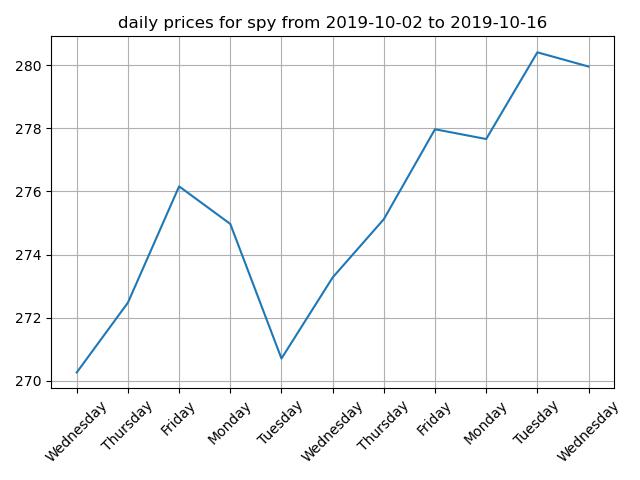 daily prices for spy from 2019-10-02 to 2019-10-16
280
278
276
274
272
270
Wednesday
Thursday
Friday
Monday
Tuesday
Wednesday
Thursday
Friday
Monday
Tuesday
Wednesday